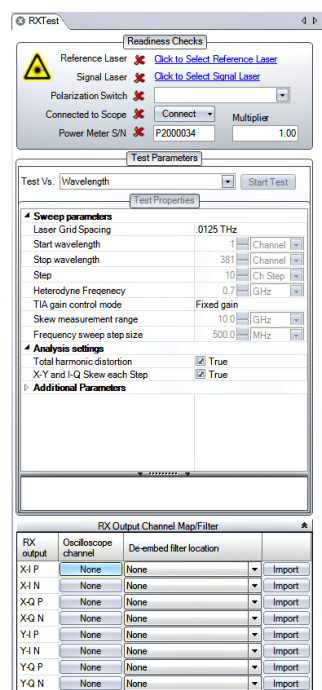 RXTest
Readiness Checks
Reference Laser Click to Select Reference Laser
Signal Laser Click to Select Signal Laser
Polarization Switch
Connected to Scope Connect Multiplier
Power Meter S/N P2000034 1.00
Test Parameters
Test Vs. Wavelength Start Test
Test Properties
Sweep parameters
Laser Grid Spacing .0125 THz
Start wavelength 1 Channel
Stop wavelength 381 Channel
Step 10 Ch Step
Heterodyne Freqenecy 0.7 GHz
TIA gain control mode Fixed gain
Skew measurement range 10.0 GHz
Frequency sweep step size 500.0 MHz
Analysis settings
Total harmonic distortion True
X-Y and I-Q Skew each Step True
Additional Parameters
RX Output Channel Map/Filter
RX output Oscilloscope channel De-embed filter location
X-I P None None Import
X-I N None None Import
X-Q P None None Import
X-Q N None None Import
Y-I P None None Import
Y-I N None None Import
Y-Q P None None Import
Y-Q N None None Import